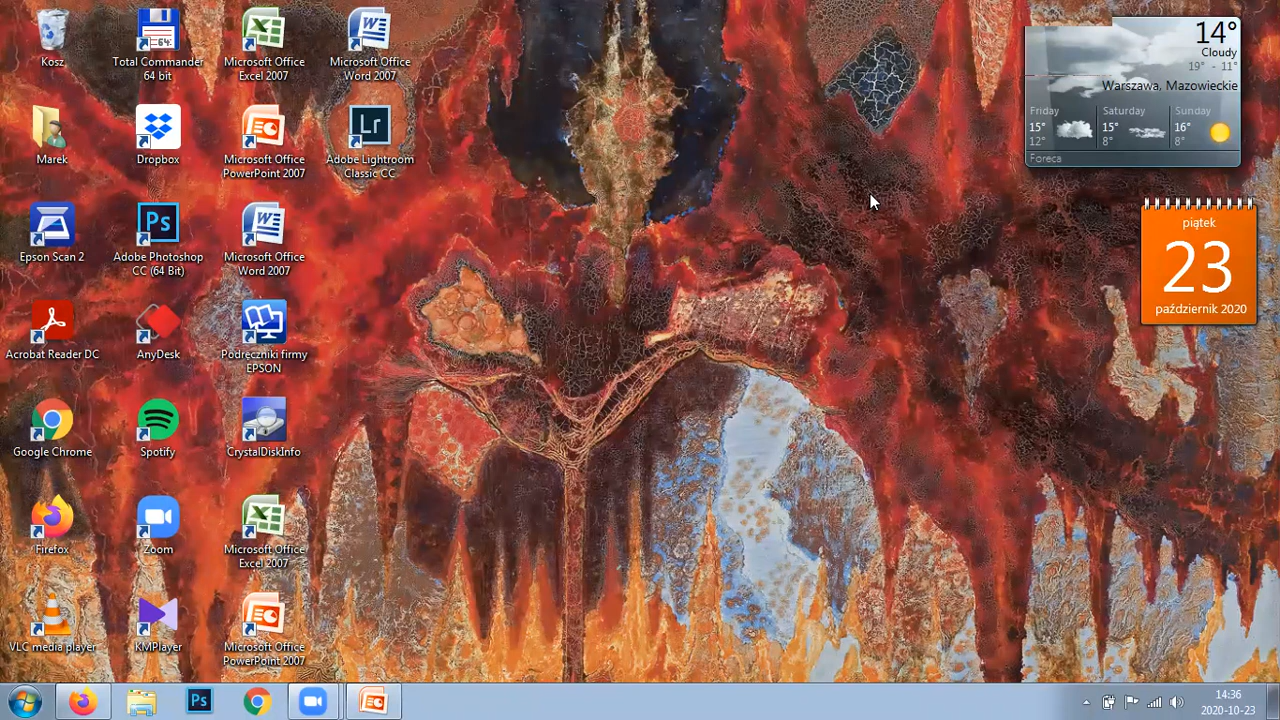 Kosz
Total Commander
64 bit
Microsoft Office
Excel 2007
Microsoft Office
Word 2007
Marek
Dropbox
Microsoft Office
PowerPoint 2007
Adobe Lightroom
Classic CC
Epson Scan 2
Adobe Photoshop
CC (64 Bit)
Microsoft Office
Word 2007
Acrobat Reader DC
AnyDesk
Podręczniki firmy
EPSON
Google Chrome
Spotify
CrystalDiskInfo
Firefox
Zoom
Microsoft Office
Excel 2007
VLC media player
KMPlayer
Microsoft Office
PowerPoint 2007
14°
Cloudy
19° - 11°
Warszawa, Mazowieckie
Friday
15°
12°
Saturday
15°
8°
Sunday
16°
8°
Foreca
piątek
23
październik 2020
64
Lr
Ps
Ps
14:36
2020-10-23